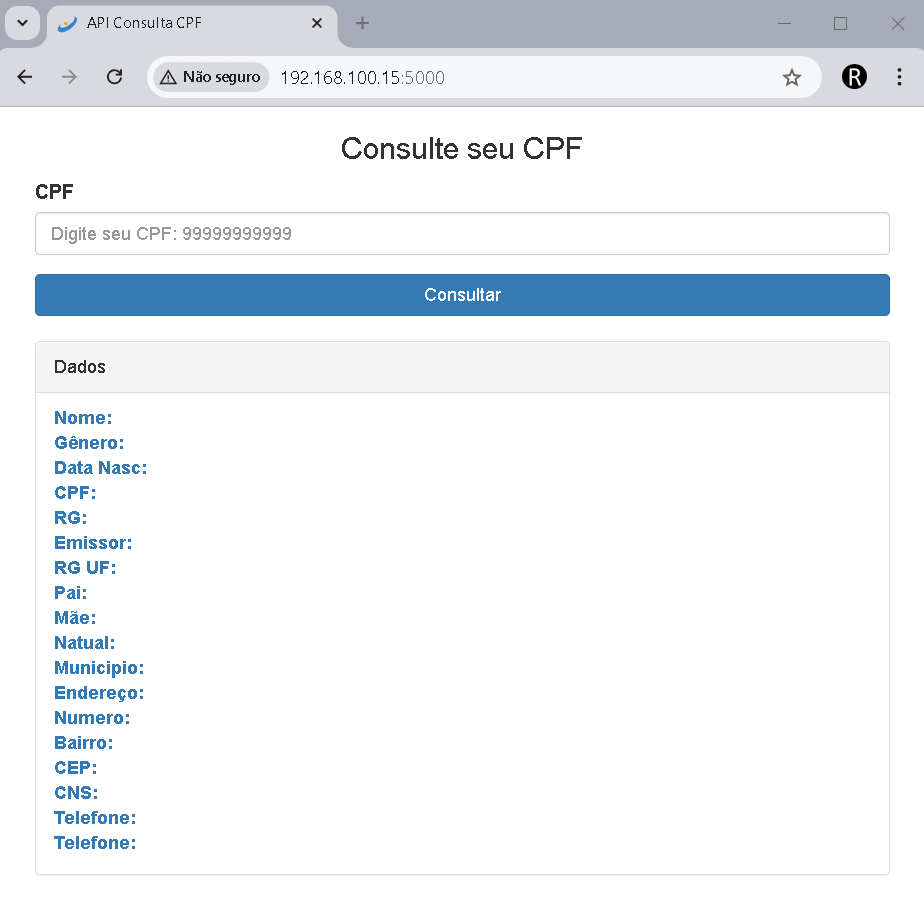 API Consulta CPF
Não seguro
192.168.100.15:5000
R
Consulte seu CPF
CPF
Digite seu CPF: 99999999999
Consultar
Dados
Nome:
Gênero:
Data Nasc:
CPF:
RG:
Emissor:
RG UF:
Pai:
Mãe:
Natual:
Municipio:
Endereço:
Numero:
Bairro:
CEP:
CNS:
Telefone:
Telefone: